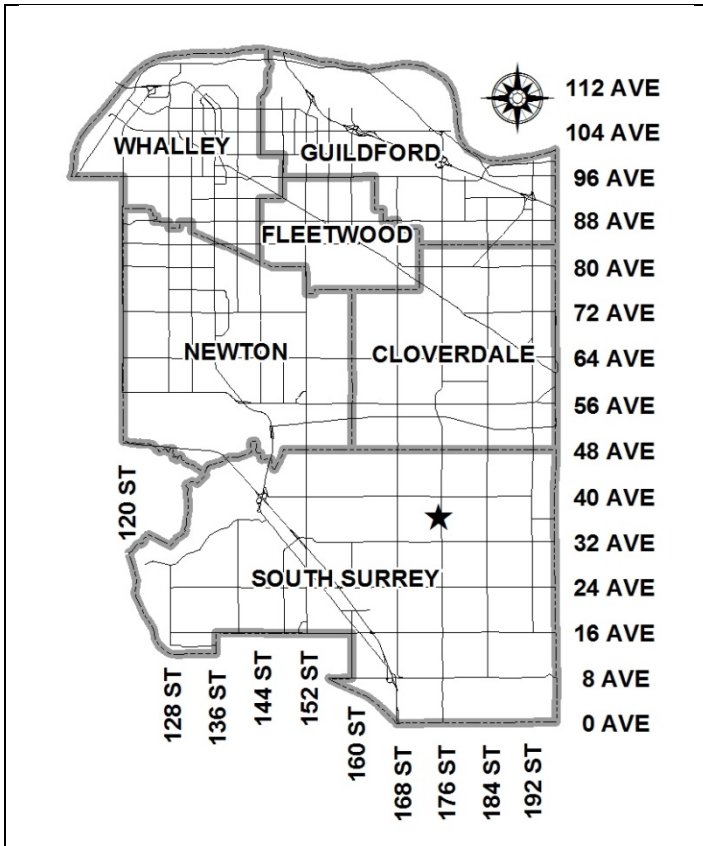 112 AVE
104 AVE
WHALLEY
GUILDFORD
96 AVE
88 AVE
FLEETWOOD
80 AVE
72 AVE
NEWTON
CLOVERDALE
64 AVE
56 AVE
48 AVE
120 ST
40 AVE
32 AVE
SOUTH SURREY
24 AVE
16 AVE
128 ST
136 ST
144 ST
152 ST
160 ST
8 AVE
0 AVE
168 ST
176 ST
184 ST
192 ST